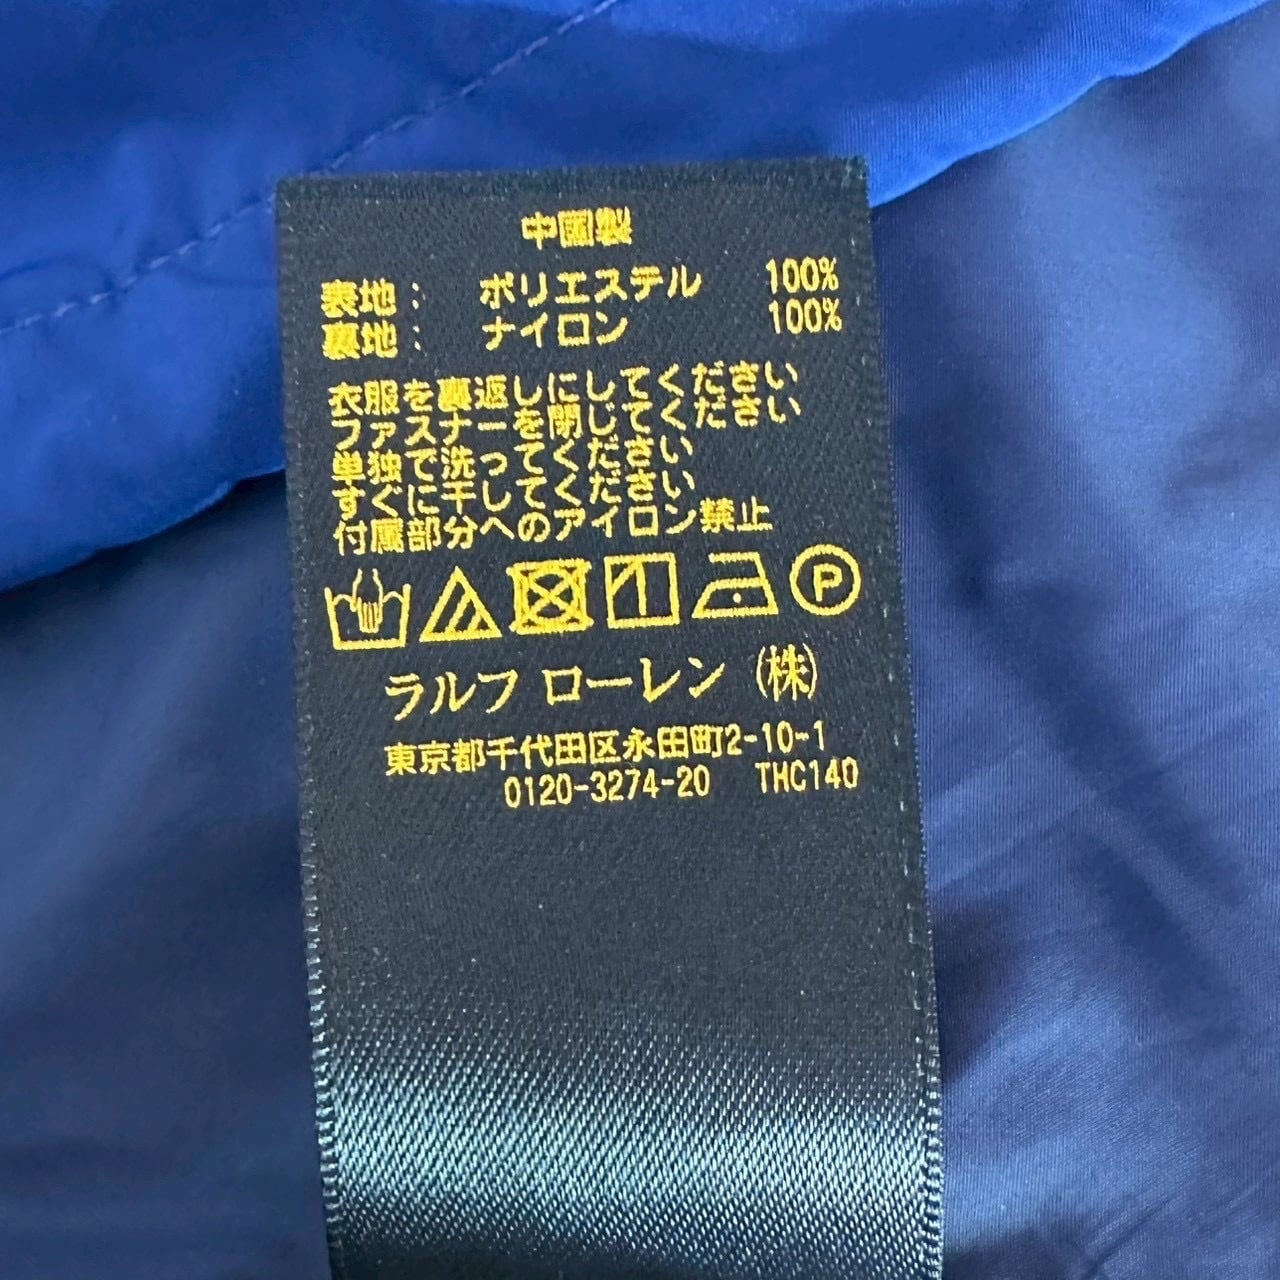 中国製
表地： ポリエステル 100%
裏地： ナイロン 100%
衣服を裏返しにしてください
ファスナーを閉じてください
単独で洗ってください
すぐに干してください
付属部分へのアイロン禁止
P
ラルフ ローレン (株)
東京都千代田区永田町2-10-1
0120-3274-20 THC140